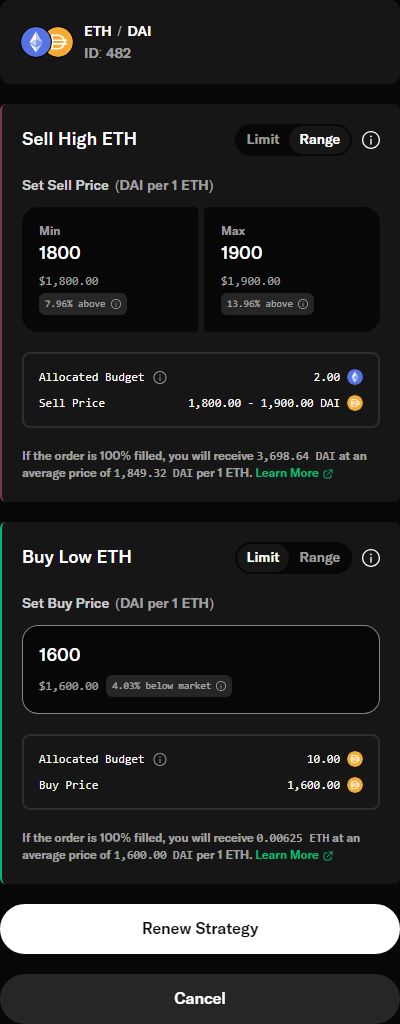 ETH / DAI
ID: 482
Sell High ETH
Limit Range
Set Sell Price (DAI per 1 ETH)
Min Max
1800 1900
$1,800.00 $1,900.00
7.96% above 13.96% above
Allocated Budget 2.00
Sell Price 1,800.00 - 1,900.00 DAI
If the order is 100% filled, you will receive 3,698.64 DAI at an
average price of 1,849.32 DAI per 1 ETH. Learn More
Buy Low ETH
Limit Range
Set Buy Price (DAI per 1 ETH)
1600
$1,600.00 4.03% below market
Allocated Budget 10.00
Buy Price 1,600.00
If the order is 100% filled, you will receive 0.00625 ETH at an
average price of 1,600.00 DAI per 1 ETH. Learn More
Renew Strategy
Cancel